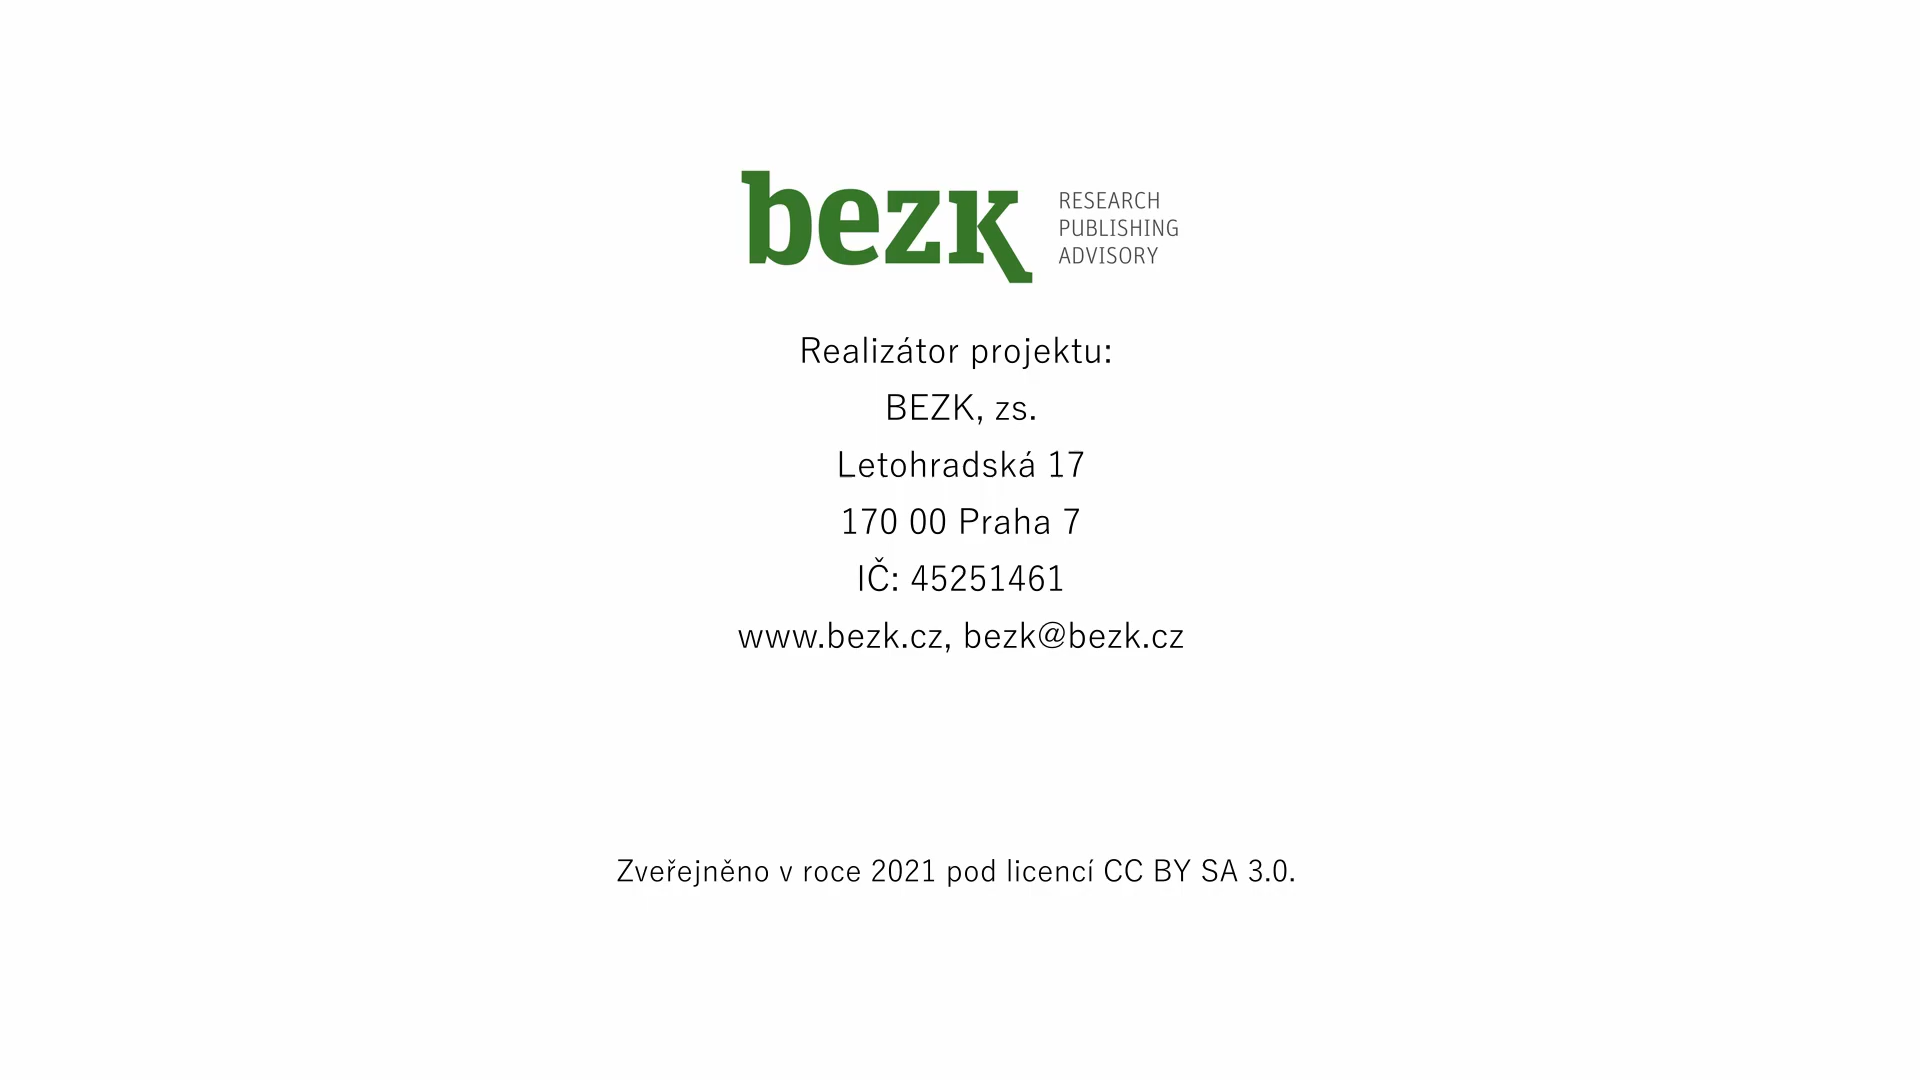 bezk
RESEARCH
PUBLISHING
ADVISORY
Realizátor projektu:
BEZK, zs.
Letohradská 17
170 00 Praha 7
IČ: 45251461
www.bezk.cz, bezk@bezk.cz
Zveřejněno v roce 2021 pod licencí CC BY SA 3.0.